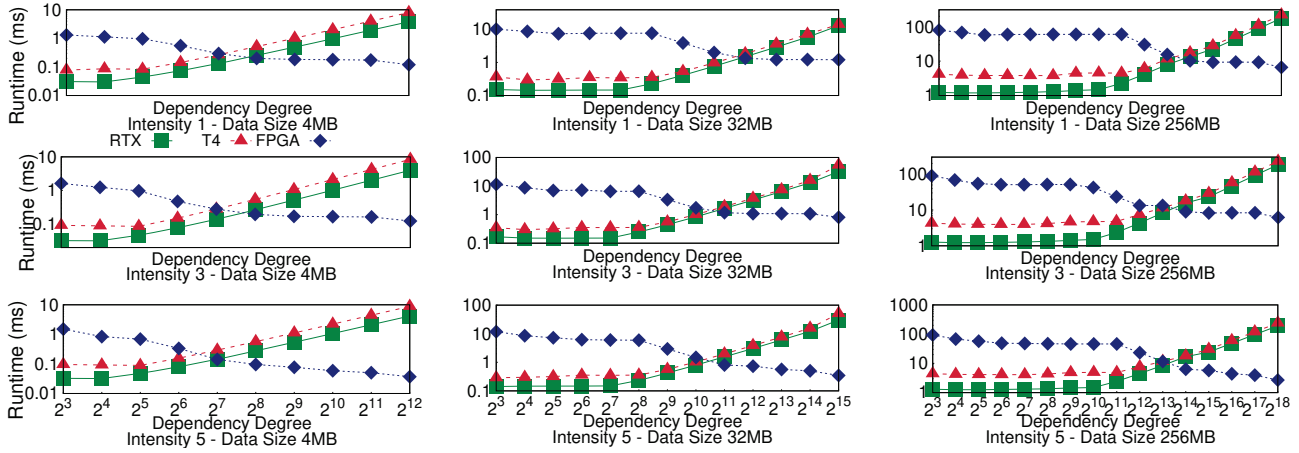 Runtime (ms)
10
1
0.1
0.01
Dependency Degree
Intensity 1 - Data Size 4MB
10
1
0.1
Dependency Degree
Intensity 1 - Data Size 32MB
100
10
1
Dependency Degree
Intensity 1 - Data Size 256MB
RTX T4 FPGA
Runtime (ms)
10
1
0.1
Dependency Degree
Intensity 3 - Data Size 4MB
100
10
1
0.1
Dependency Degree
Intensity 3 - Data Size 32MB
100
10
1
Dependency Degree
Intensity 3 - Data Size 256MB
Runtime (ms)
10
1
0.1
0.01
2^3 2^4 2^5 2^6 2^7 2^8 2^9 2^10 2^11 2^12
Dependency Degree
Intensity 5 - Data Size 4MB
100
10
1
0.1
2^3 2^4 2^5 2^6 2^7 2^8 2^9 2^10 2^11 2^12 2^13 2^14 2^15
Dependency Degree
Intensity 5 - Data Size 32MB
1000
100
10
1
2^3 2^4 2^5 2^6 2^7 2^8 2^9 2^10 2^11 2^12 2^13 2^14 2^15 2^16 2^17 2^18
Dependency Degree
Intensity 5 - Data Size 256MB